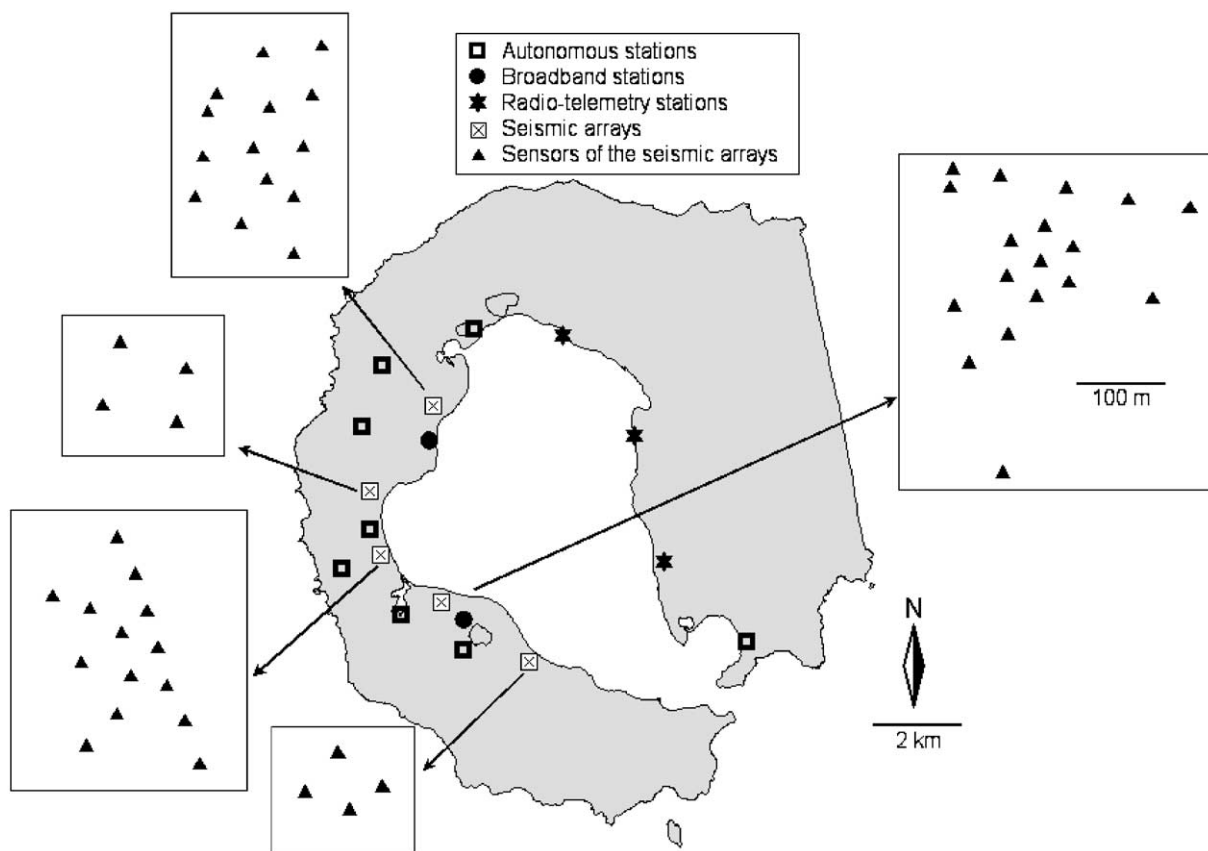 Autonomous stations
Broadband stations
Radio-telemetry stations
Seismic arrays
Sensors of the seismic arrays
100 m
N
2 km